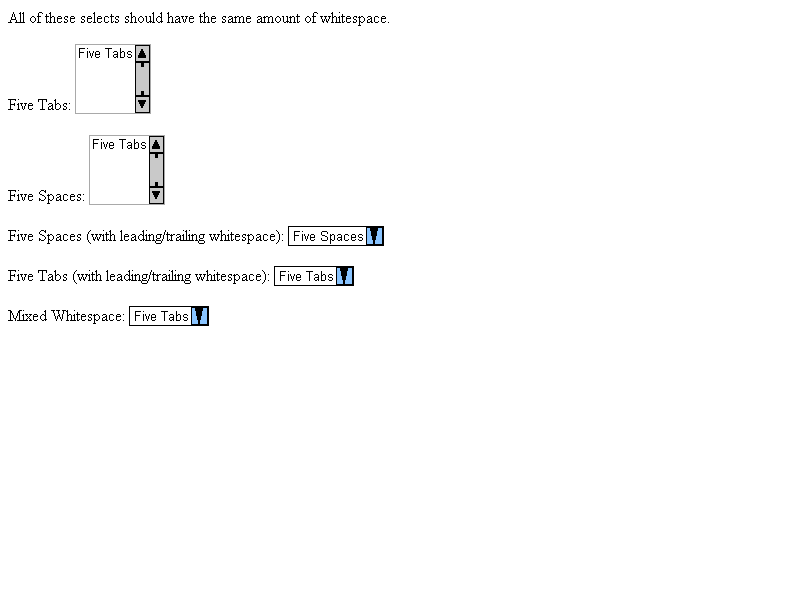 All of these selects should have the same amount of whitespace.
Five Tabs
Five Tabs:
Five Tabs
Five Spaces:
Five Spaces (with leading/trailing whitespace): Five Spaces
Five Tabs (with leading/trailing whitespace): Five Tabs
Mixed Whitespace: Five Tabs